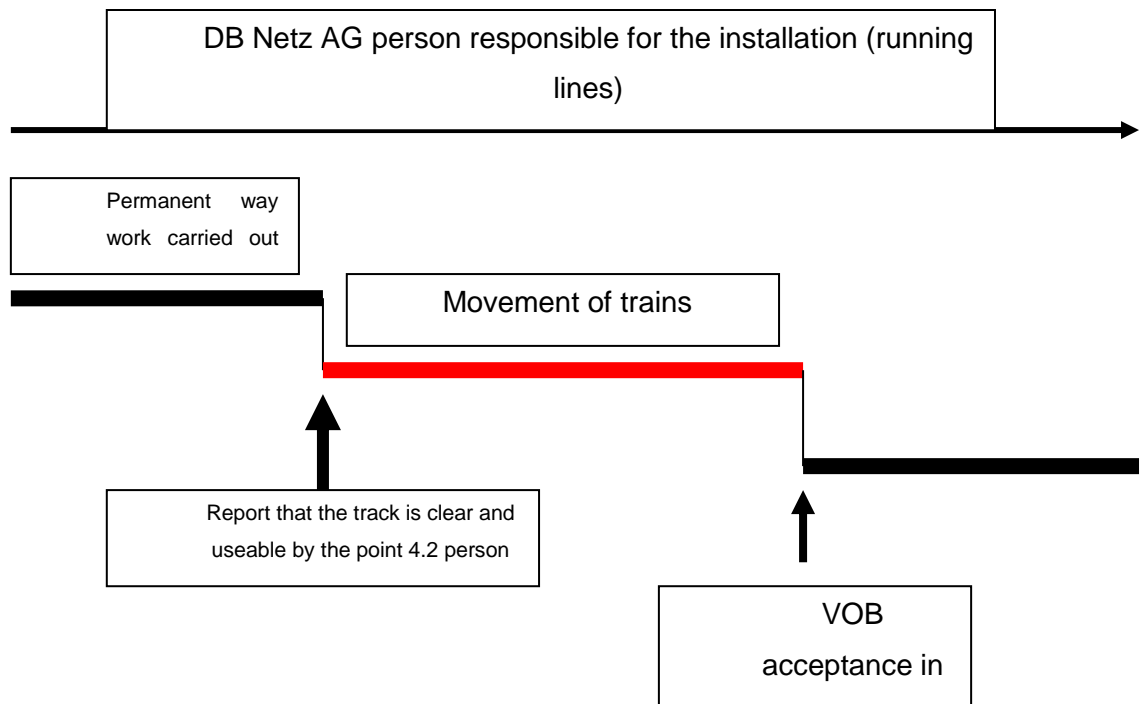 DB Netz AG person responsible for the installation (running
lines)
Permanent way
work carried out
Movement of trains
Report that the track is clear and
useable by the point 4.2 person
VOB
acceptance in